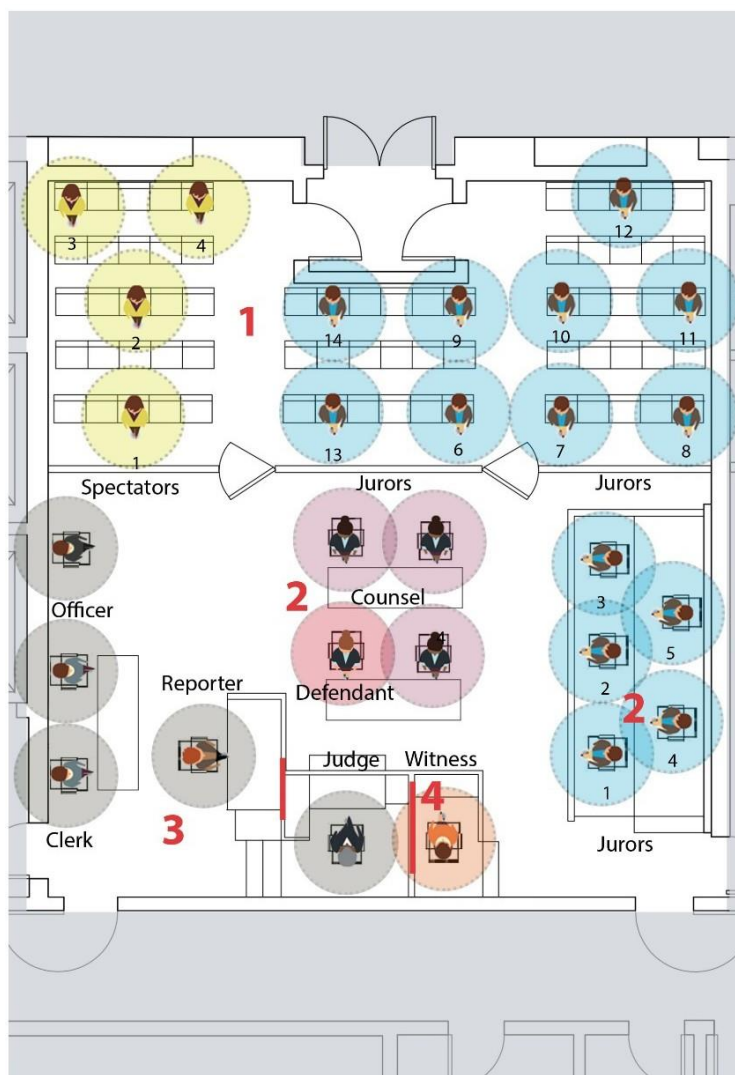 3
4
12
2
1
14
9
10
11
1
13
6
7
8
Spectators
Jurors
Jurors
Officer
2
Counsel
3
5
4
2
Reporter
Defendant
2
4
1
Judge
Witness
4
3
Clerk
Jurors